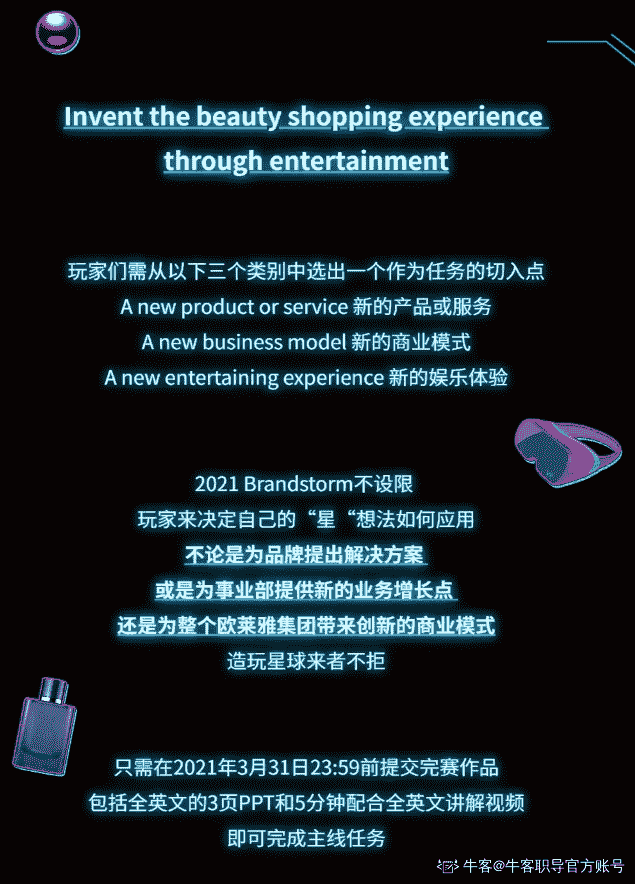 Invent the beauty shopping experience
through entertainment
玩家们需从以下三个类别中选出一个作为任务的切入点
A new product or service 新的产品或服务
A new business model 新的商业模式
A new entertaining experience 新的娱乐体验
2021 Brandstorm不设限
玩家来决定自己的“星“想法如何应用
不论是为品牌提出解决方案
或是为事业部提供新的业务增长点
还是为整个欧莱雅集团带来创新的商业模式
造玩星球来者不拒
只需在2021年3月31日23:59前提交完赛作品
包括全英文的3页PPT和5分钟配合全英文讲解视频
即可完成主线任务
牛客@牛客职导官方账号